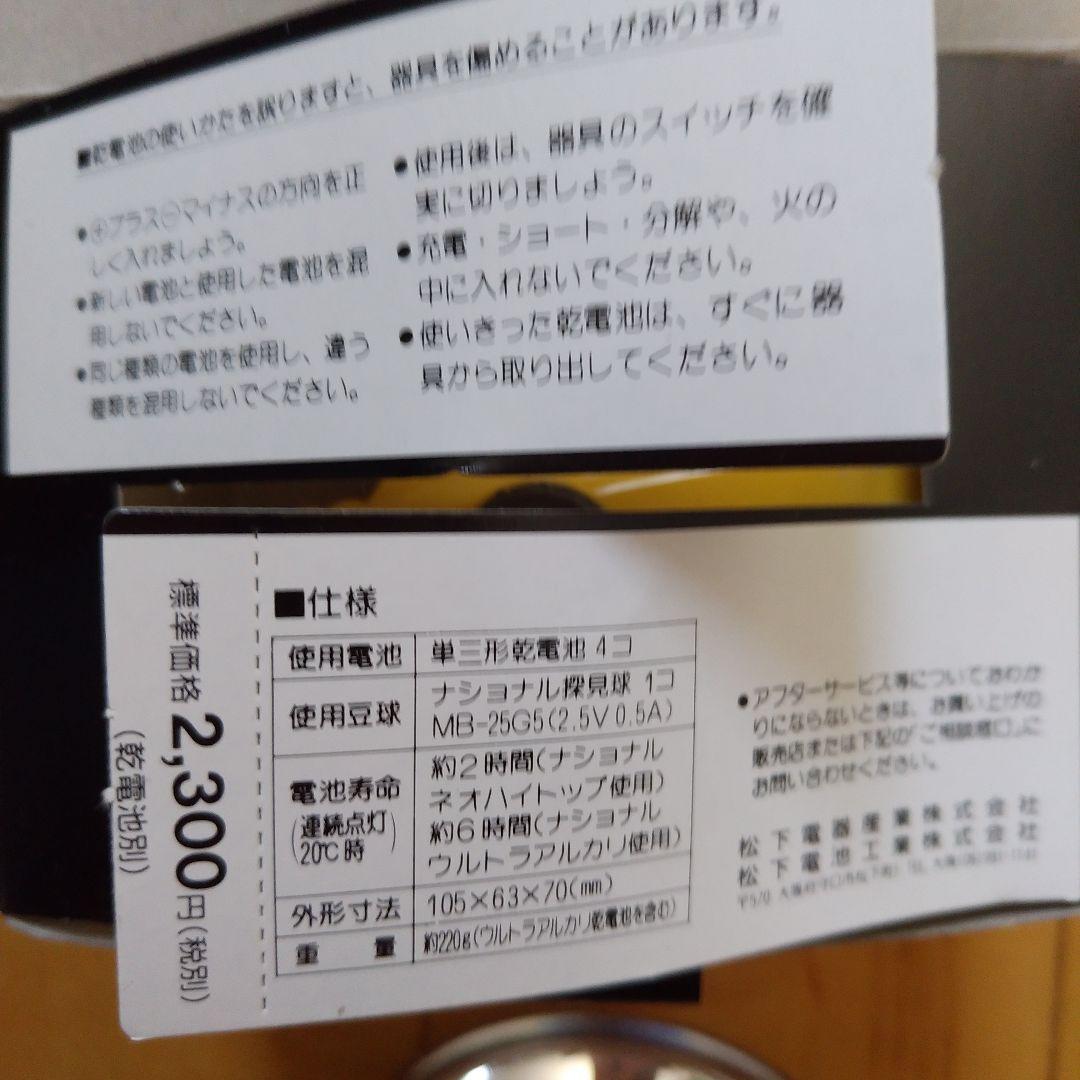 ■乾電池の使いかたを誤りますと、器具を傷めることがあります。
●⊕プラス⊖マイナスの方向を正
しく入れましょう。
●新しい電池と使用した電池を混
用しないでください。
●同じ種類の電池を使用し、違う
種類を混用しないでください。
●使用後は、器具のスイッチを確
実に切りましょう。
●充電・ショート・分解や、火の
中に入れないでください。
●使いきった乾電池は、すぐに器
具から取り出してください。
標準価格2,300円(税別)
(乾電池別)
■仕様
使用電池 単三形乾電池 4コ
使用豆球 ナショナル探見球 1コ
MB-25G5(2.5V 0.5A)
電池寿命 (連続点灯 20℃時)
約2時間(ナショナル
ネオハイトップ使用)
約6時間(ナショナル
ウルトラアルカリ使用)
外形寸法 105×63×70(mm)
重量 約220g(ウルトラアルカリ乾電池を含む)
●アフターサービス等についておわか
りにならないときは、お買い上げの
販売店または下記の「ご相談窓口」に
お問い合わせください。
松下電器産業株式会社
松下電池工業株式会社
〒570